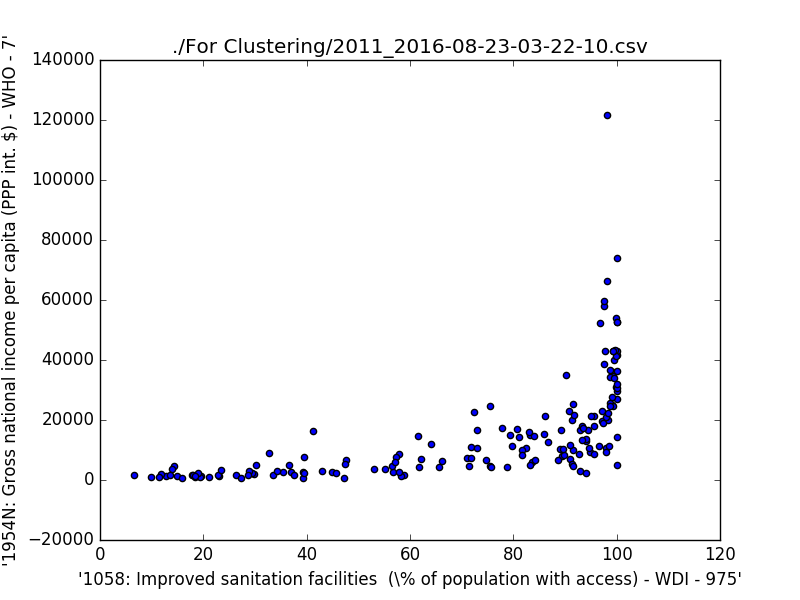 ./For Clustering/2011_2016-08-23-03-22-10.csv
'1954N: Gross national income per capita (PPP int. $) - WHO - 7'
140000
120000
100000
80000
60000
40000
20000
0
−20000
0 20 40 60 80 100 120
'1058: Improved sanitation facilities (\% of population with access) - WDI - 975'